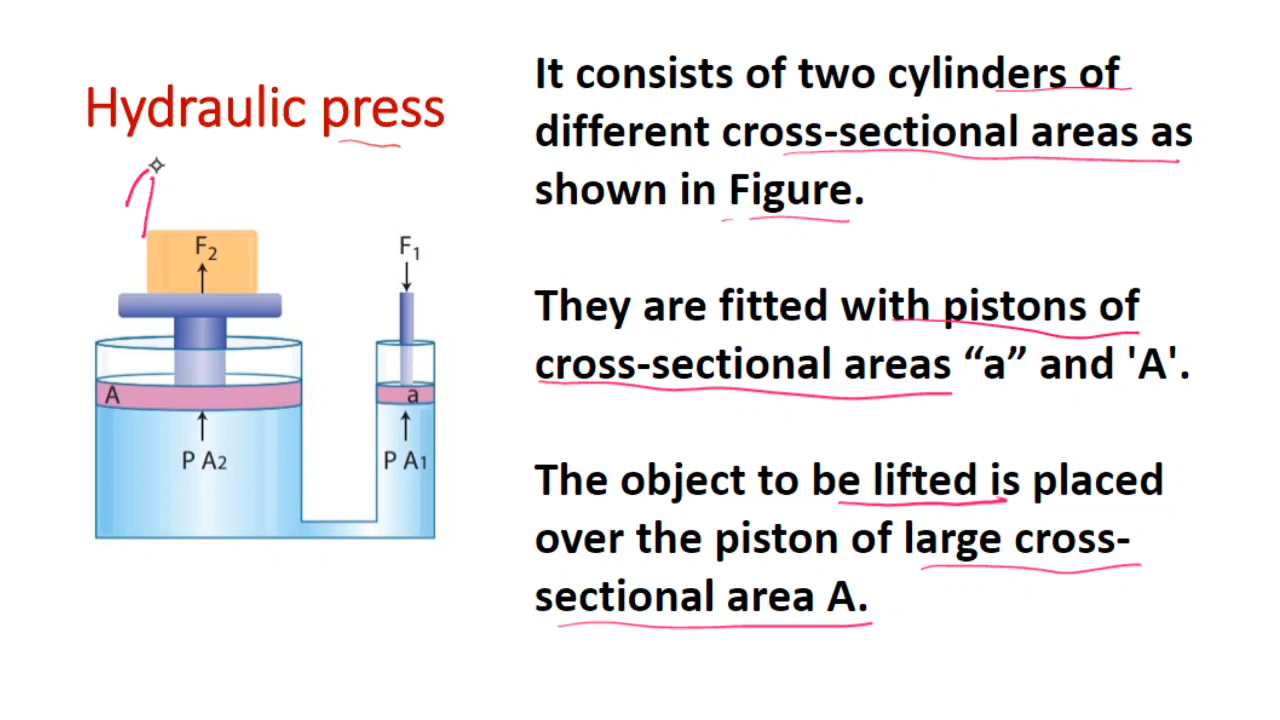 Hydraulic press
It consists of two cylinders of
different cross-sectional areas as
shown in Figure.
They are fitted with pistons of
cross-sectional areas “a” and 'A'.
The object to be lifted is placed
over the piston of large cross-
sectional area A.
F2
F1
A
a
P A2
P A1